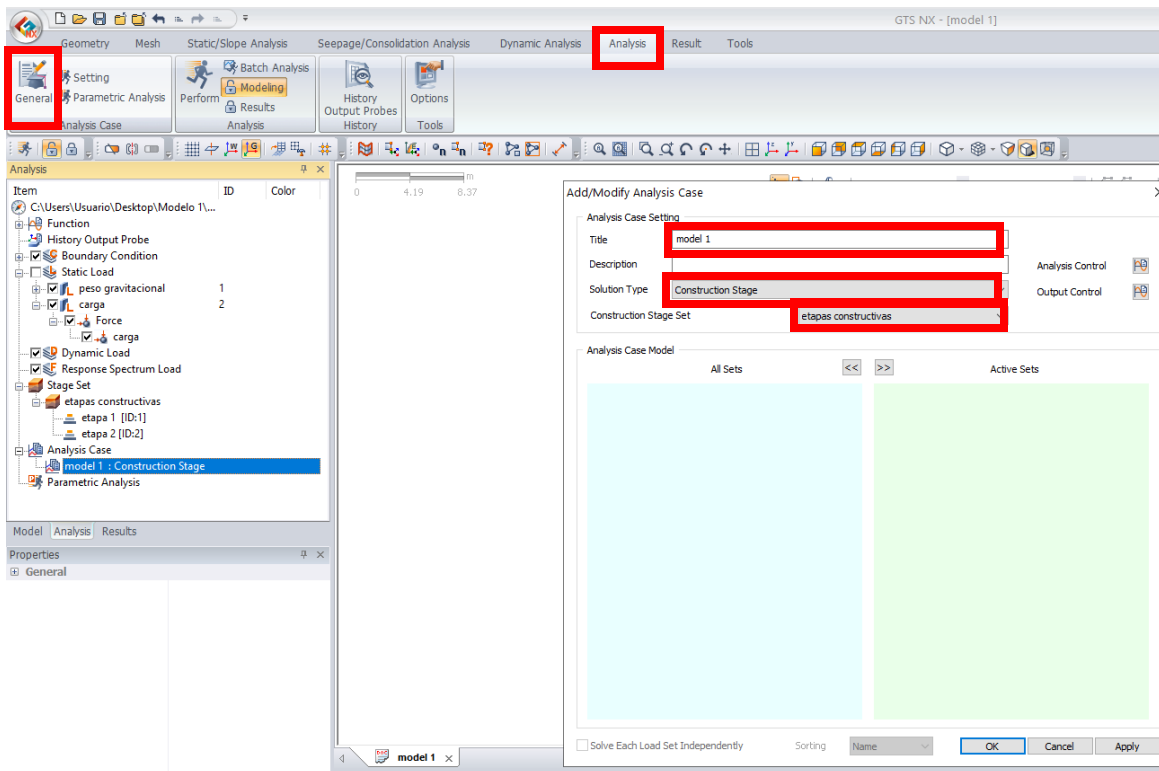 GTS NX - [model 1]
Geometry Mesh Static/Slope Analysis Seepage/Consolidation Analysis Dynamic Analysis Analysis Result Tools
General
Setting
Parametric Analysis
Analysis Case
Perform
Batch Analysis
Modeling
Results
Analysis
History
Output Probes
History
Options
Tools
Analysis
Item ID Color
C:\Users\Usuario\Desktop\Modelo 1\...
Function
History Output Probe
Boundary Condition
Static Load
peso gravitacional 1
carga 2
Force
carga
Dynamic Load
Response Spectrum Load
Stage Set
etapas constructivas
etapa 1 [ID:1]
etapa 2 [ID:2]
Analysis Case
model 1 : Construction Stage
Parametric Analysis
Model Analysis Results
Properties
General
m
0 4.19 8.37
Add/Modify Analysis Case
Analysis Case Setting
Title model 1
Description
Analysis Control
Solution Type Construction Stage
Output Control
Construction Stage Set etapas constructivas
Analysis Case Model
All Sets << >> Active Sets
Solve Each Load Set Independently Sorting Name OK Cancel Apply
model 1